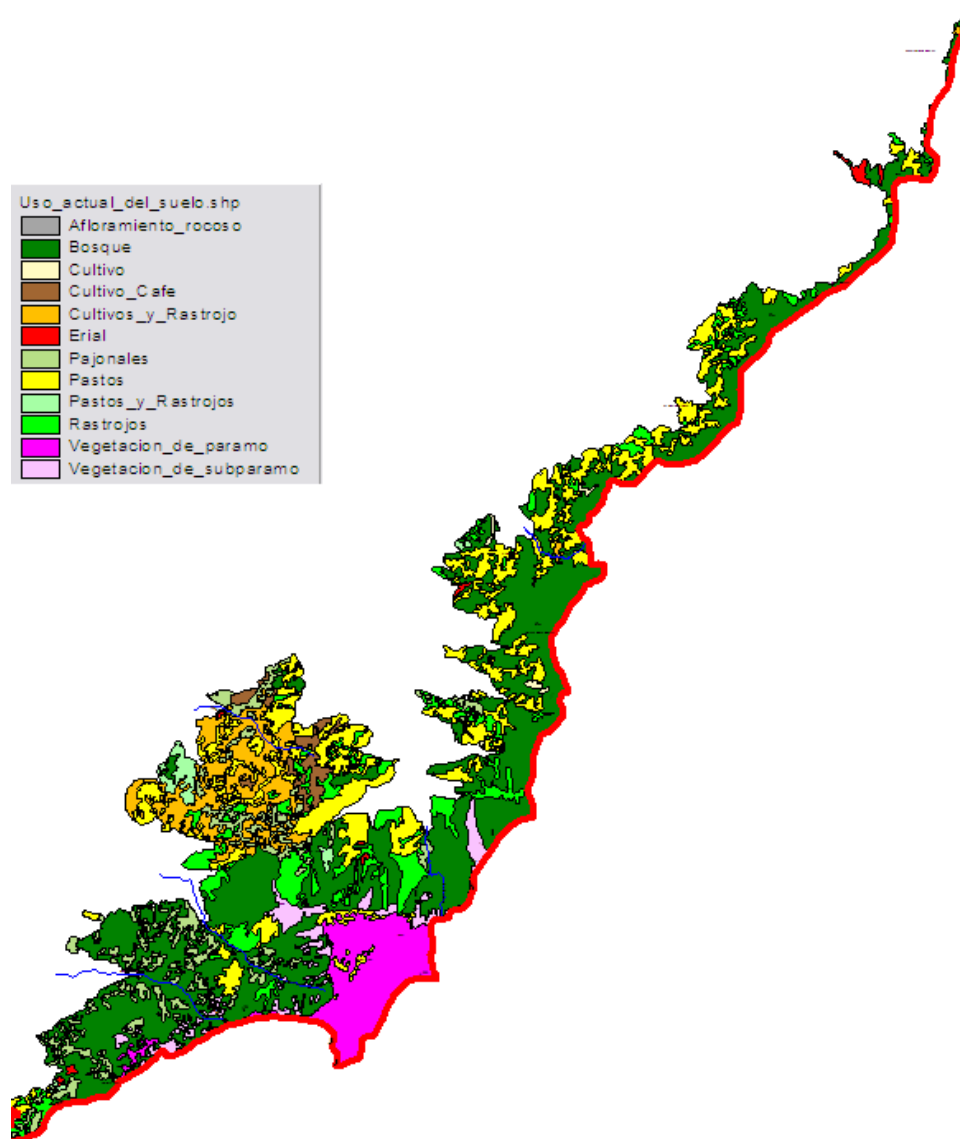 Uso_actual_del_suelo.shp
Afloramiento_rocoso
Bosque
Cultivo
Cultivo_Cafe
Cultivos_y_Rastrojo
Erial
Pajonales
Pastos
Pastos_y_Rastrojos
Rastrojos
Vegetacion_de_paramo
Vegetacion_de_subparamo